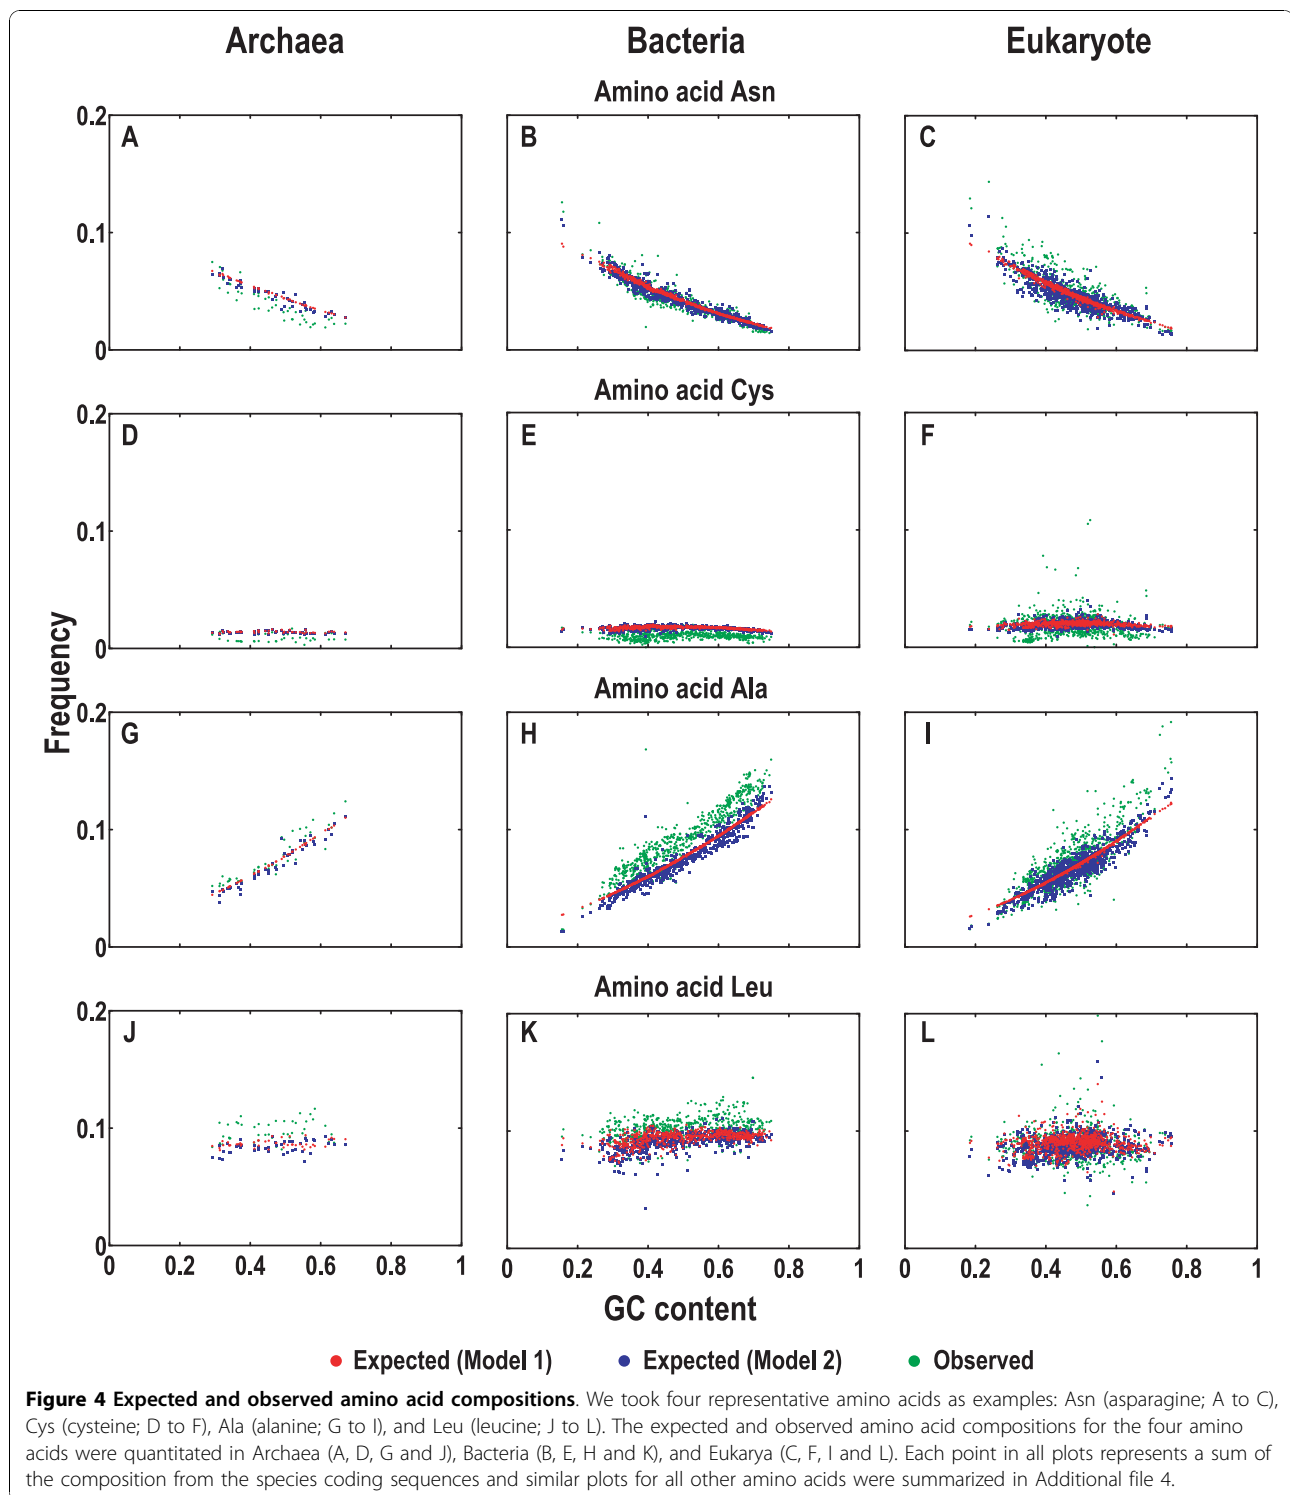 Archaea Bacteria Eukaryote
Amino acid Asn
0.2 A B C
0.1
0
Amino acid Cys
0.2 D E F
0.1
0
Amino acid Ala
0.2 G H I
0.1
0
Amino acid Leu
0.2 J K L
0.1
0
0 0.2 0.4 0.6 0.8 1 0 0.2 0.4 0.6 0.8 1 0 0.2 0.4 0.6 0.8 1
Frequency
GC content
Expected (Model 1) Expected (Model 2) Observed
Figure 4 Expected and observed amino acid compositions. We took four representative amino acids as examples: Asn (asparagine; A to C),
Cys (cysteine; D to F), Ala (alanine; G to I), and Leu (leucine; J to L). The expected and observed amino acid compositions for the four amino
acids were quantitated in Archaea (A, D, G and J), Bacteria (B, E, H and K), and Eukarya (C, F, I and L). Each point in all plots represents a sum of
the composition from the species coding sequences and similar plots for all other amino acids were summarized in Additional file 4.